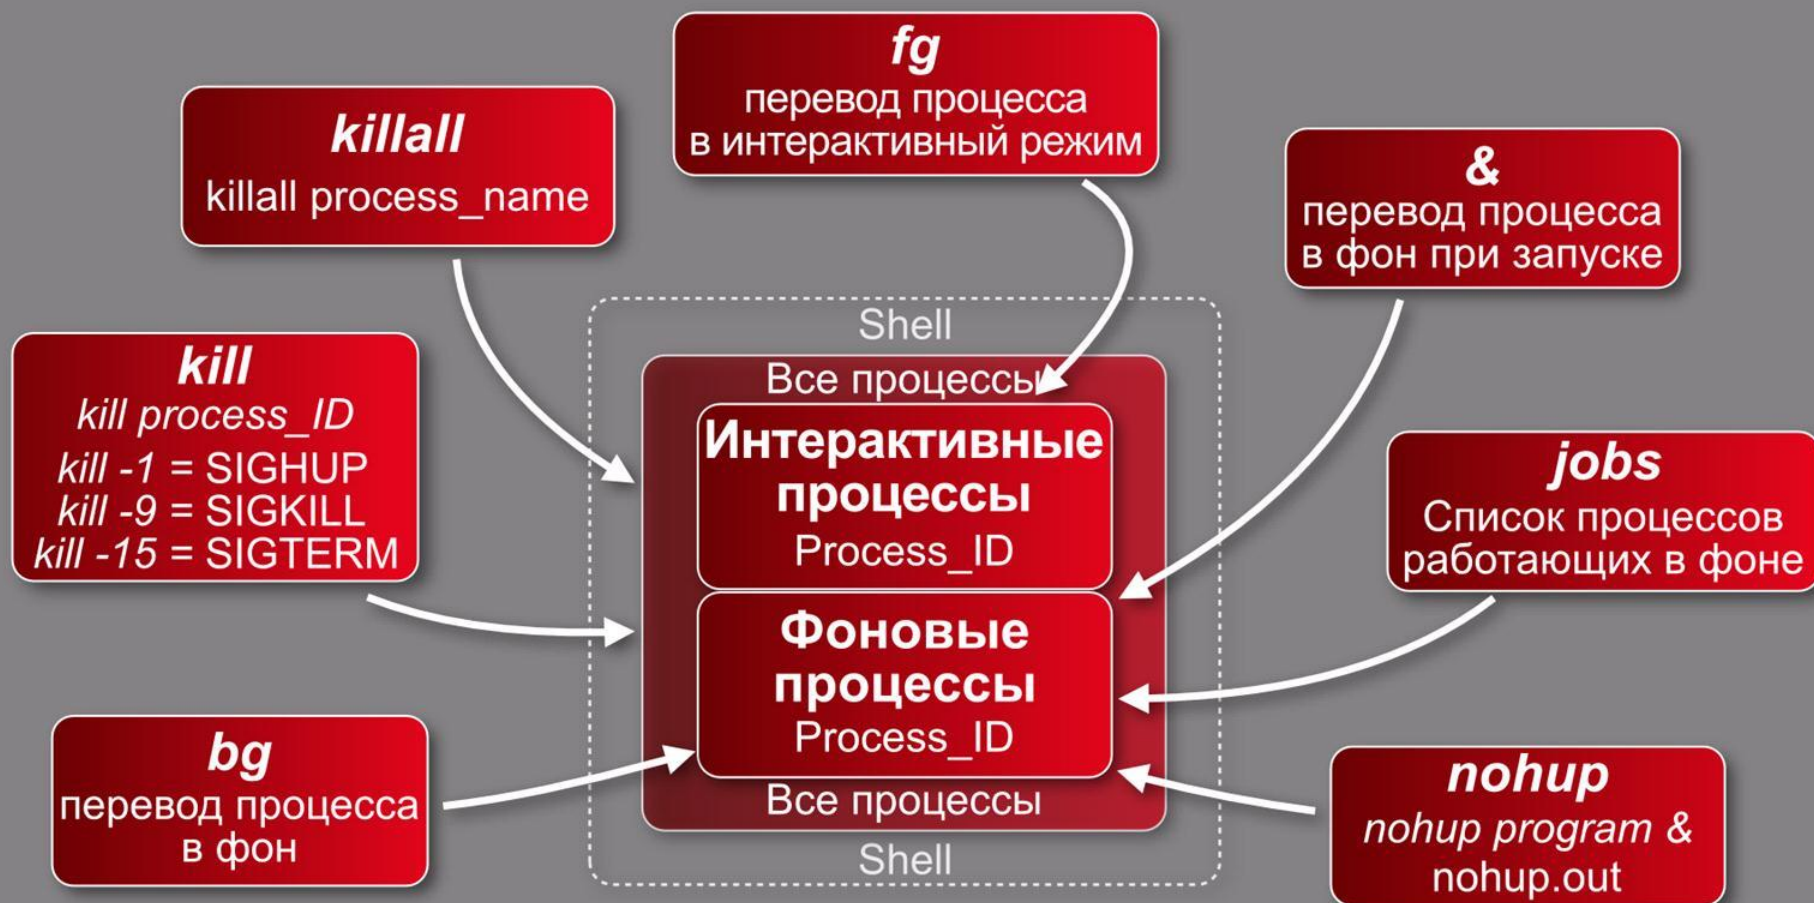 fg
перевод процесса
в интерактивный режим
killall
killall process_name
&
перевод процесса
в фон при запуске
kill
kill process_ID
kill -1 = SIGHUP
kill -9 = SIGKILL
kill -15 = SIGTERM
Shell
Все процессы
Интерактивные
процессы
Process_ID
Фоновые
процессы
Process_ID
Все процессы
Shell
jobs
Список процессов
работающих в фоне
bg
перевод процесса
в фон
nohup
nohup program &
nohup.out